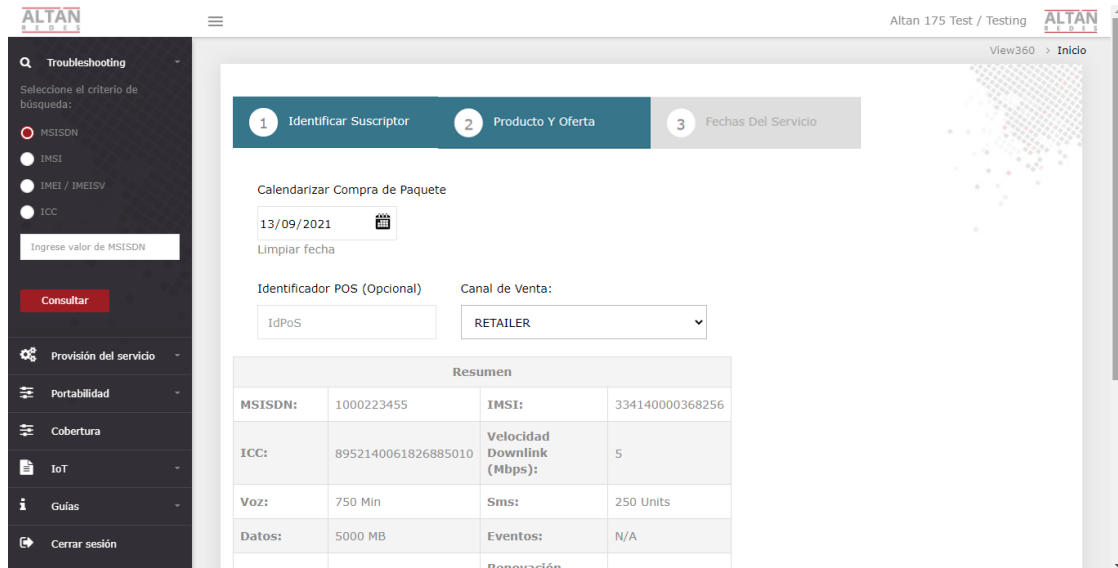 ALTÁN
REDES
Altan 175 Test / Testing
ALTÁN
REDES
View360 > Inicio
Troubleshooting
Seleccione el criterio de
búsqueda:
MSISDN
IMSI
IMEI / IMEISV
ICC
Ingrese valor de MSISDN
Consultar
Provisión del servicio
Portabilidad
Cobertura
IoT
Guías
Cerrar sesión
1 Identificar Suscriptor
2 Producto Y Oferta
3 Fechas Del Servicio
Calendarizar Compra de Paquete
13/09/2021
Limpiar fecha
Identificador POS (Opcional) Canal de Venta:
IdPoS RETAILER
Resumen
MSISDN: 1000223455 IMSI: 334140000368256
ICC: 8952140061826885010 Velocidad
Downlink
(Mbps): 5
Voz: 750 Min Sms: 250 Units
Datos: 5000 MB Eventos: N/A
Renovación